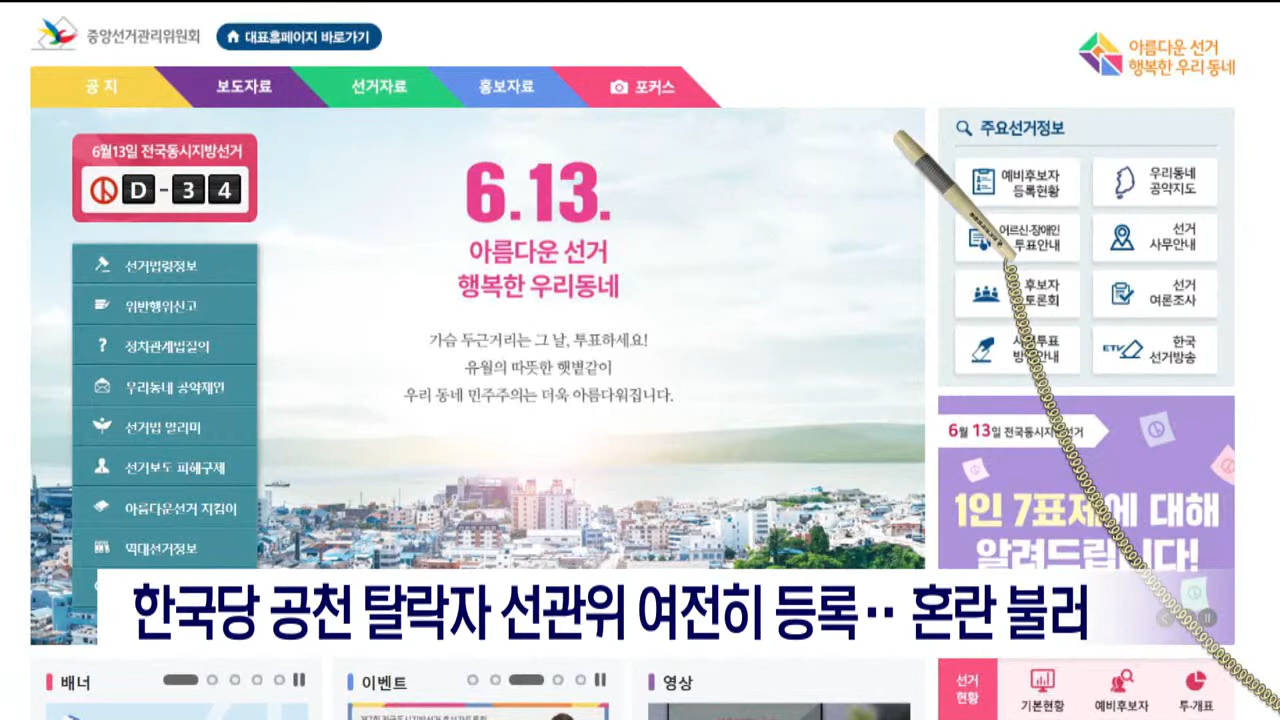 중앙선거관리위원회
대표홈페이지 바로가기
아름다운 선거
행복한 우리동네
공지
보도자료
선거자료
홍보자료
포커스
6월13일 전국동시지방선거
D-34
선거법령정보
위반행위신고
정치관계법질의
우리동네 공약제안
선거법 알리미
선거보도 피해구제
아름다운선거 지킴이
역대선거정보
6.13.
아름다운 선거
행복한 우리동네
가슴 두근거리는 그 날, 투표하세요!
유월의 따뜻한 햇볕같이
우리 동네 민주주의는 더욱 아름다워집니다.
주요선거정보
예비후보자
등록현황
우리동네
공약지도
어르신·장애인
투표안내
선거
사무안내
후보자
토론회
선거
여론조사
투표
안내
ETV
한국
선거방송
6월 13일 전국동시지 선거
1인 7표제에 대해
알려드립니다!
한국당 공천 탈락자 선관위 여전히 등록‥ 혼란 불러
배너
이벤트
영상
선거
현황
기본현황
예비후보자
투·개표